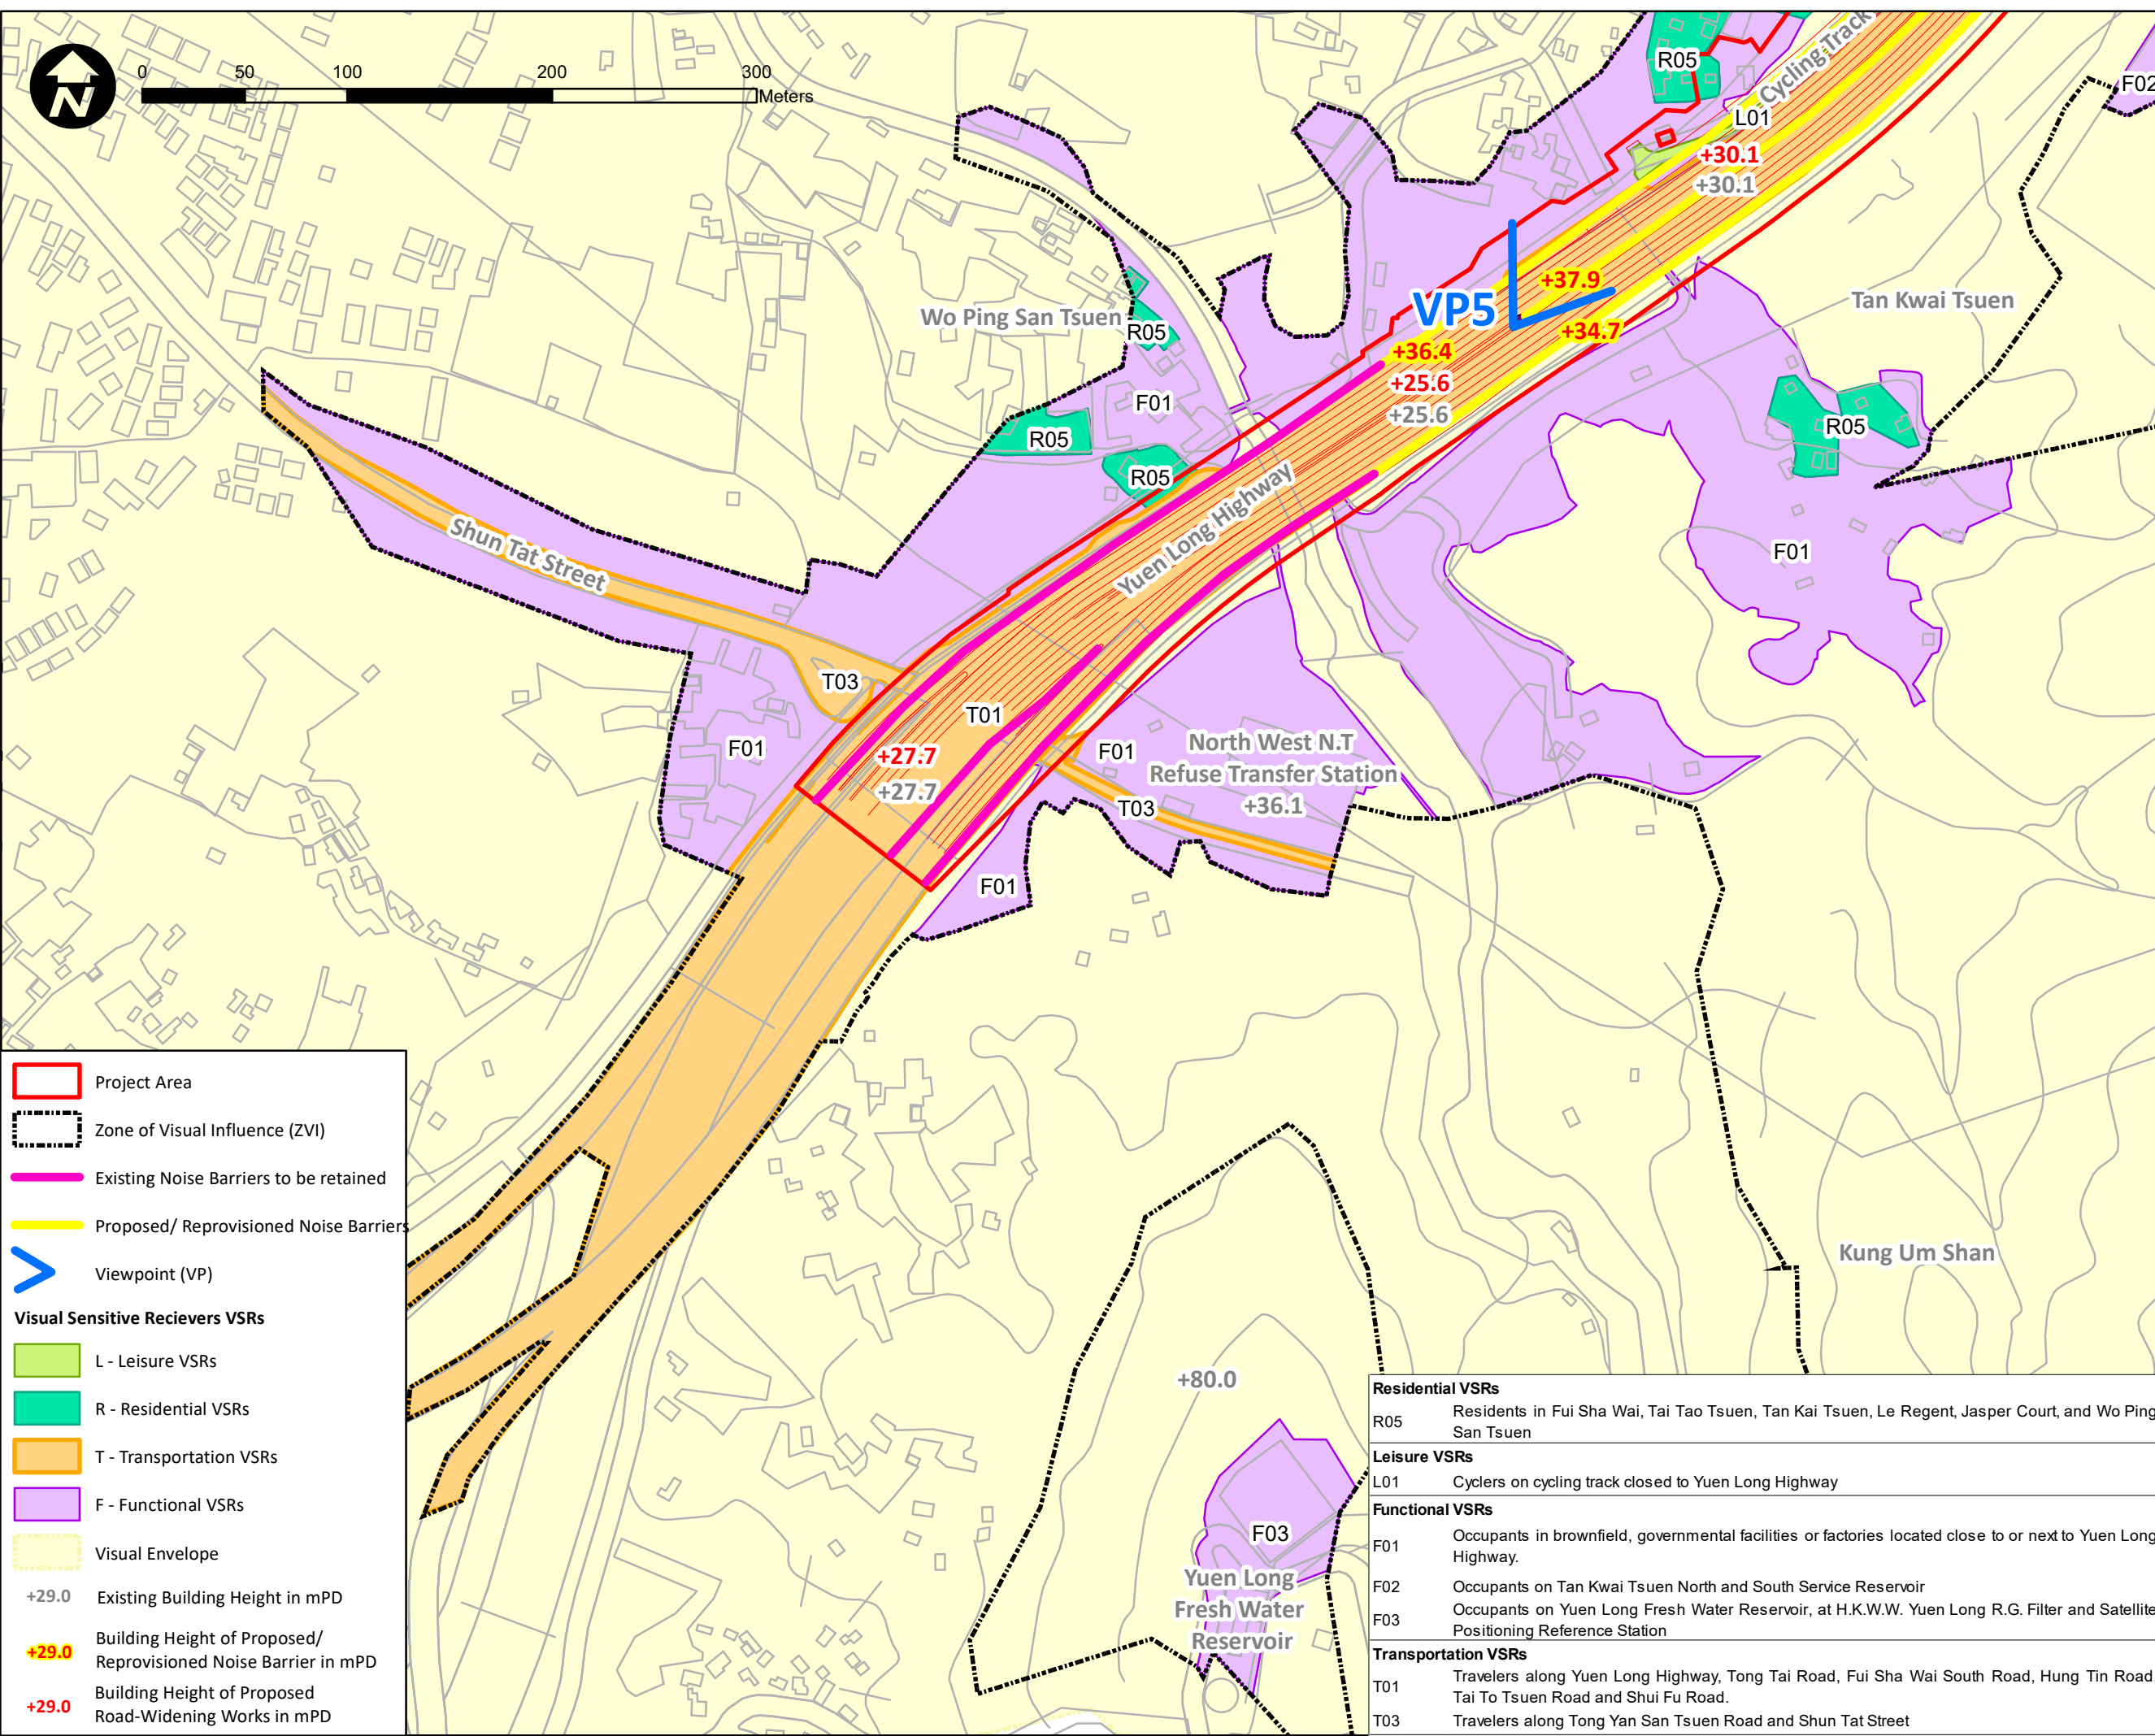 N
0 50 100 200 300
Meters
R05
Cycling Track
L01
F02
+30.1
+30.1
Wo Ping San Tsuen
R05
VP5
+37.9
+34.7
Tan Kwai Tsuen
+36.4
+25.6
+25.6
F01
R05
R05
R05
Yuen Long Highway
Shun Tat Street
F01
T03
T01
F01
+27.7
+27.7
F01
North West N.T
Refuse Transfer Station
+36.1
T03
F01
Kung Um Shan
+80.0
F03
Yuen Long
Fresh Water
Reservoir
Project Area
Zone of Visual Influence (ZVI)
Existing Noise Barriers to be retained
Proposed/ Reprovisioned Noise Barriers
Viewpoint (VP)
Visual Sensitive Recievers VSRs
L - Leisure VSRs
R - Residential VSRs
T - Transportation VSRs
F - Functional VSRs
Visual Envelope
+29.0 Existing Building Height in mPD
+29.0 Building Height of Proposed/
Reprovisioned Noise Barrier in mPD
+29.0 Building Height of Proposed
Road-Widening Works in mPD
Residential VSRs
R05 Residents in Fui Sha Wai, Tai Tao Tsuen, Tan Kai Tsuen, Le Regent, Jasper Court, and Wo Ping
San Tsuen
Leisure VSRs
L01 Cyclers on cycling track closed to Yuen Long Highway
Functional VSRs
F01 Occupants in brownfield, governmental facilities or factories located close to or next to Yuen Long
Highway.
F02 Occupants on Tan Kwai Tsuen North and South Service Reservoir
F03 Occupants on Yuen Long Fresh Water Reservoir, at H.K.W.W. Yuen Long R.G. Filter and Satellite
Positioning Reference Station
Transportation VSRs
T01 Travelers along Yuen Long Highway, Tong Tai Road, Fui Sha Wai South Road, Hung Tin Road,
Tai To Tsuen Road and Shui Fu Road.
T03 Travelers along Tong Yan San Tsuen Road and Shun Tat Street